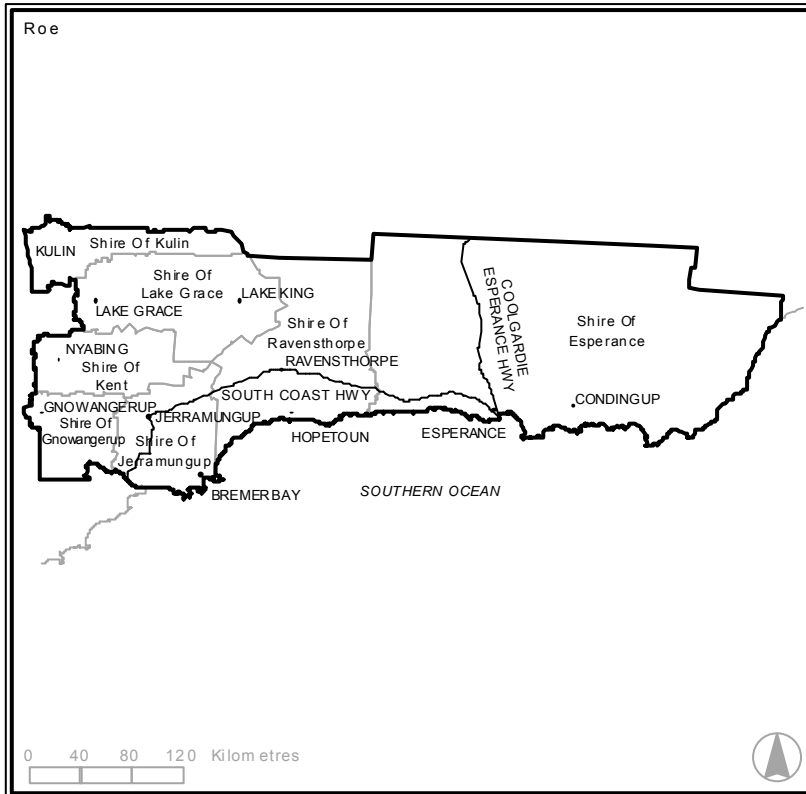 Roe
Shire Of Kulin
KULIN
Shire Of
Lake Grace
LAKE KING
LAKE GRACE
Shire Of
Ravensthorpe
RAVENSTHORPE
COOLGARDIE
ESPERANCE HWY
Shire Of
Esperance
NYABING
Shire Of
Kent
SOUTH COAST HWY
CONDINGUP
GNOWANGERUP
JERRAMUNGUP
Shire Of
Gnowangerup
Shire Of
Jerramungup
HOPETOUN
ESPERANCE
BREMER BAY
SOUTHERN OCEAN
0 40 80 120 Kilometres